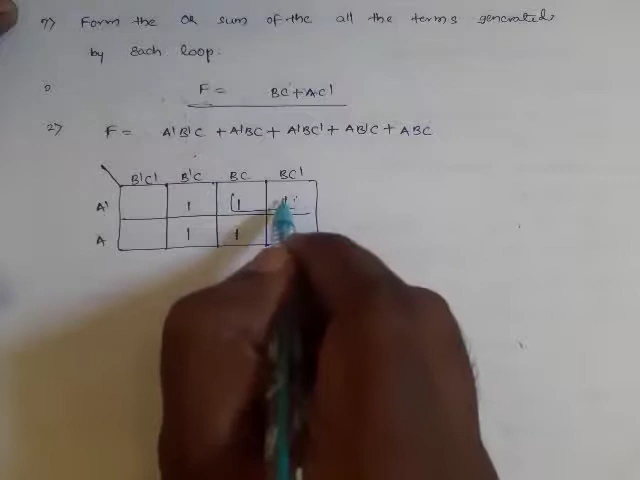 7) Form the OR sum of the all the terms generated
by each loop.
F = BC + AC'
2) F = A'B'C + A'BC + A'BC' + AB'C + ABC
B'C' B'C BC BC'
A' 1 1 1
A 1 1